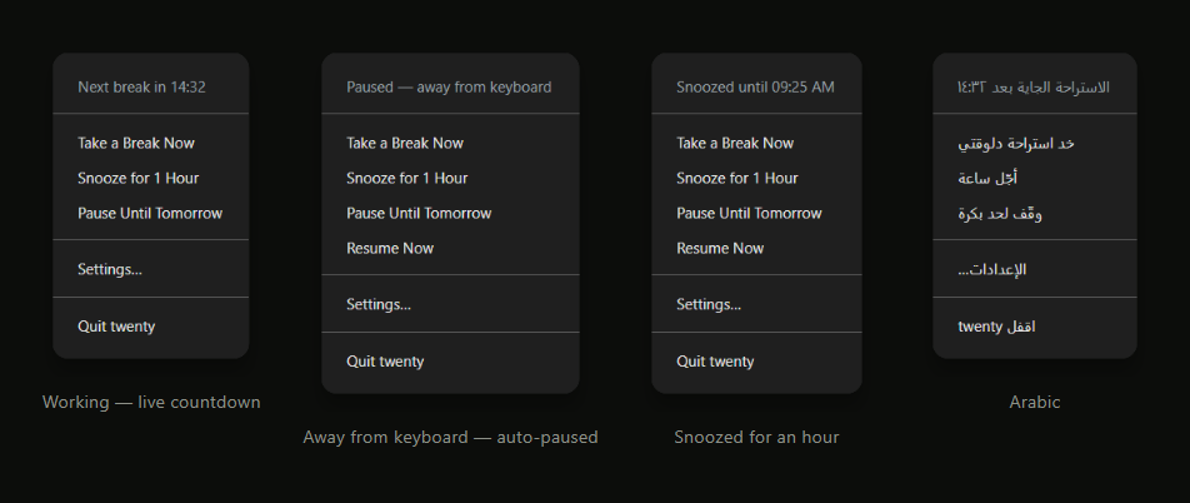 Next break in 14:32
Take a Break Now
Snooze for 1 Hour
Pause Until Tomorrow
Settings...
Quit twenty
Working — live countdown
Paused — away from keyboard
Take a Break Now
Snooze for 1 Hour
Pause Until Tomorrow
Resume Now
Settings...
Quit twenty
Away from keyboard — auto-paused
Snoozed until 09:25 AM
Take a Break Now
Snooze for 1 Hour
Pause Until Tomorrow
Resume Now
Settings...
Quit twenty
Snoozed for an hour
الاستراحة الجاية بعد ١٤:٣٢
خد استراحة دلوقتي
أجّل ساعة
وقّف لحد بكرة
الإعدادات...
اقفل twenty
Arabic